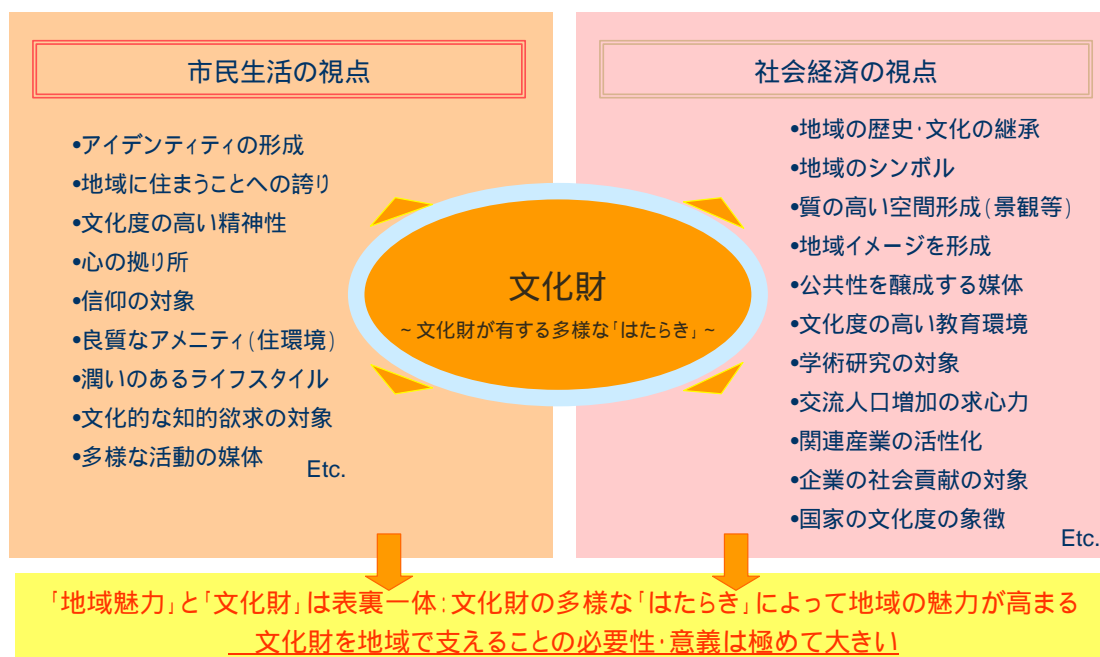 市民生活の視点
•アイデンティティの形成
•地域に住まうことへの誇り
•文化度の高い精神性
•心の拠り所
•信仰の対象
•良質なアメニティ(住環境)
•潤いのあるライフスタイル
•文化的な知的欲求の対象
•多様な活動の媒体
Etc.
文化財
~文化財が有する多様な「はたらき」~
社会経済の視点
•地域の歴史・文化の継承
•地域のシンボル
•質の高い空間形成(景観等)
•地域イメージを形成
•公共性を醸成する媒体
•文化度の高い教育環境
•学術研究の対象
•交流人口増加の求心力
•関連産業の活性化
•企業の社会貢献の対象
•国家の文化度の象徴
Etc.
「地域魅力」と「文化財」は表裏一体:文化財の多様な「はたらき」によって地域の魅力が高まる
文化財を地域で支えることの必要性・意義は極めて大きい